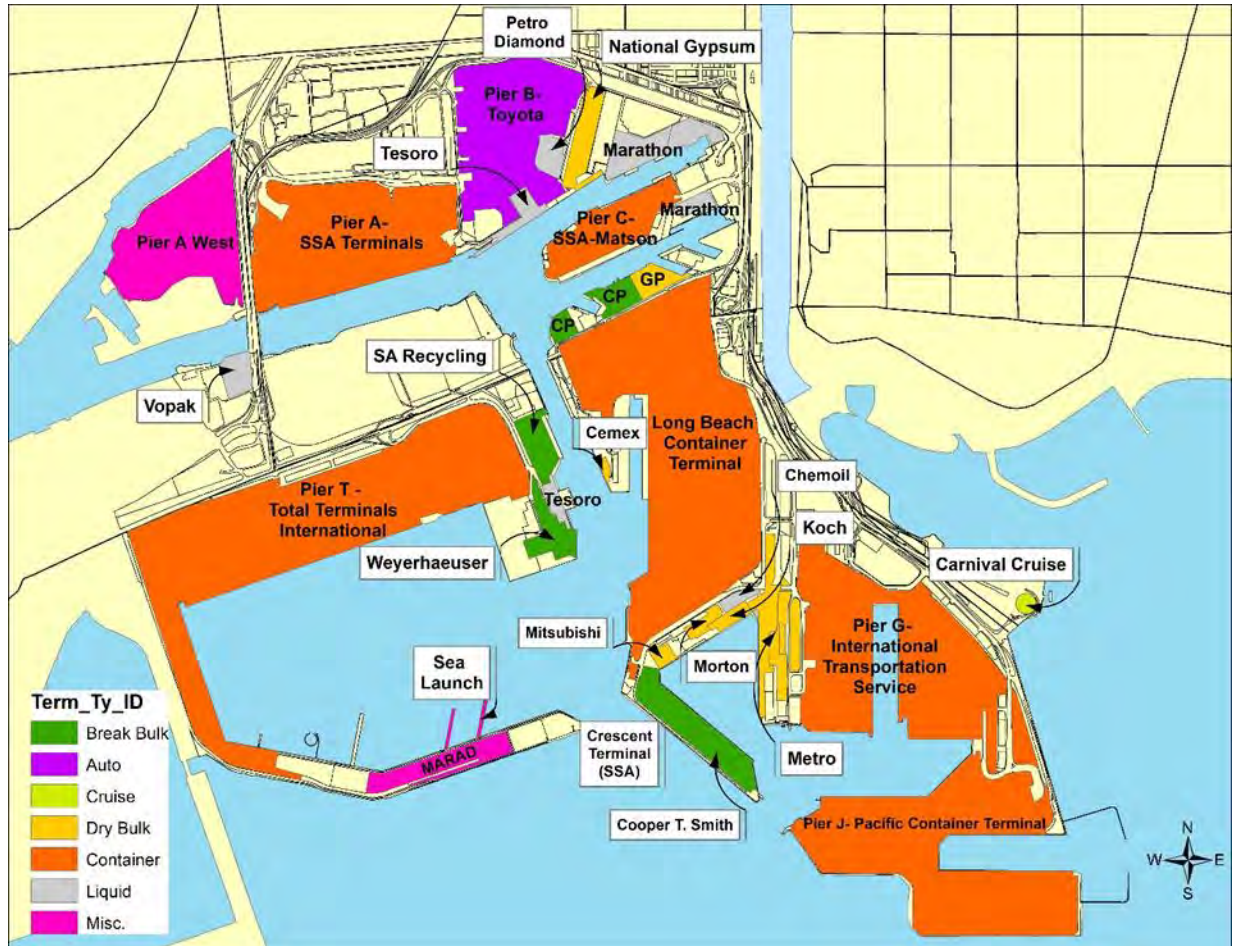 Petro
Diamond
National Gypsum
Pier B-
Toyota
Tesoro
Marathon
Pier A West
Pier A-
SSA Terminals
Pier C-
SSA-Matson
Marathon
GP
CP
CP
SA Recycling
Vopak
Cemex
Long Beach
Container
Terminal
Chemoil
Pier T -
Total Terminals
International
Tesoro
Koch
Weyerhaeuser
Carnival Cruise
Mitsubishi
Pier G-
International
Transportation
Service
Morton
Sea
Launch
MARAD
Crescent
Terminal
(SSA)
Metro
Cooper T. Smith
Pier J- Pacific Container Terminal
Term_Ty_ID
Break Bulk
Auto
Cruise
Dry Bulk
Container
Liquid
Misc.
N
W
E
S